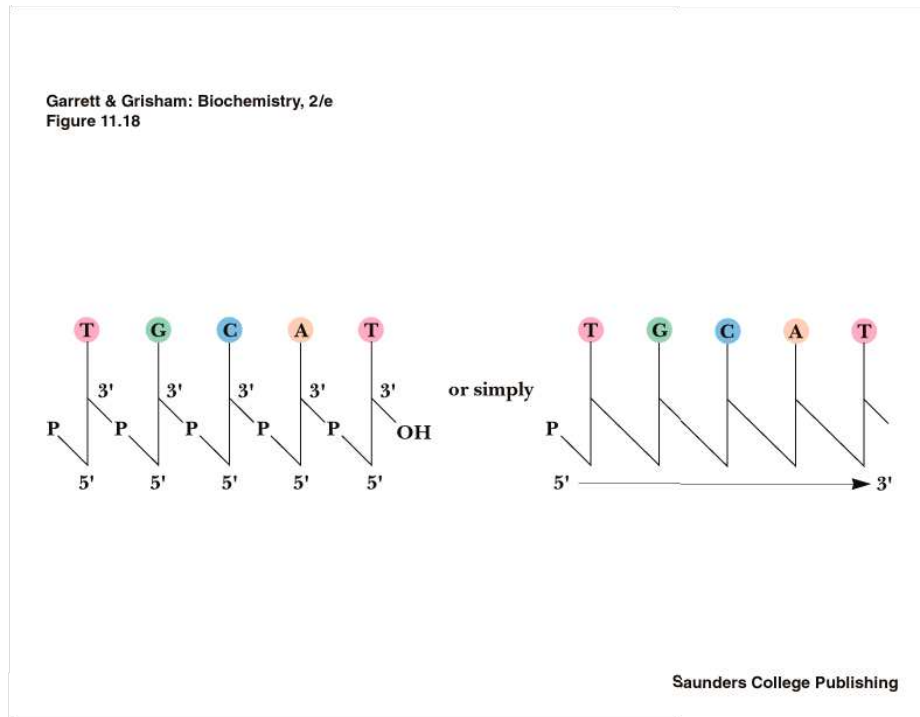 Garrett & Grisham: Biochemistry, 2/e
Figure 11.18
T G C A T
3' 3' 3' 3' 3'
P P P P P OH
5' 5' 5' 5' 5'
or simply
T G C A T
P
5' 3'
Saunders College Publishing